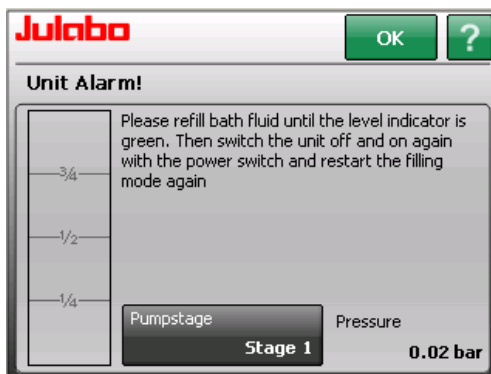 Julabo
OK
?
Unit Alarm!
Please refill bath fluid until the level indicator is
green. Then switch the unit off and on again
with the power switch and restart the filling
mode again
3/4
1/2
1/4
Pumpstage
Stage 1
Pressure
0.02 bar